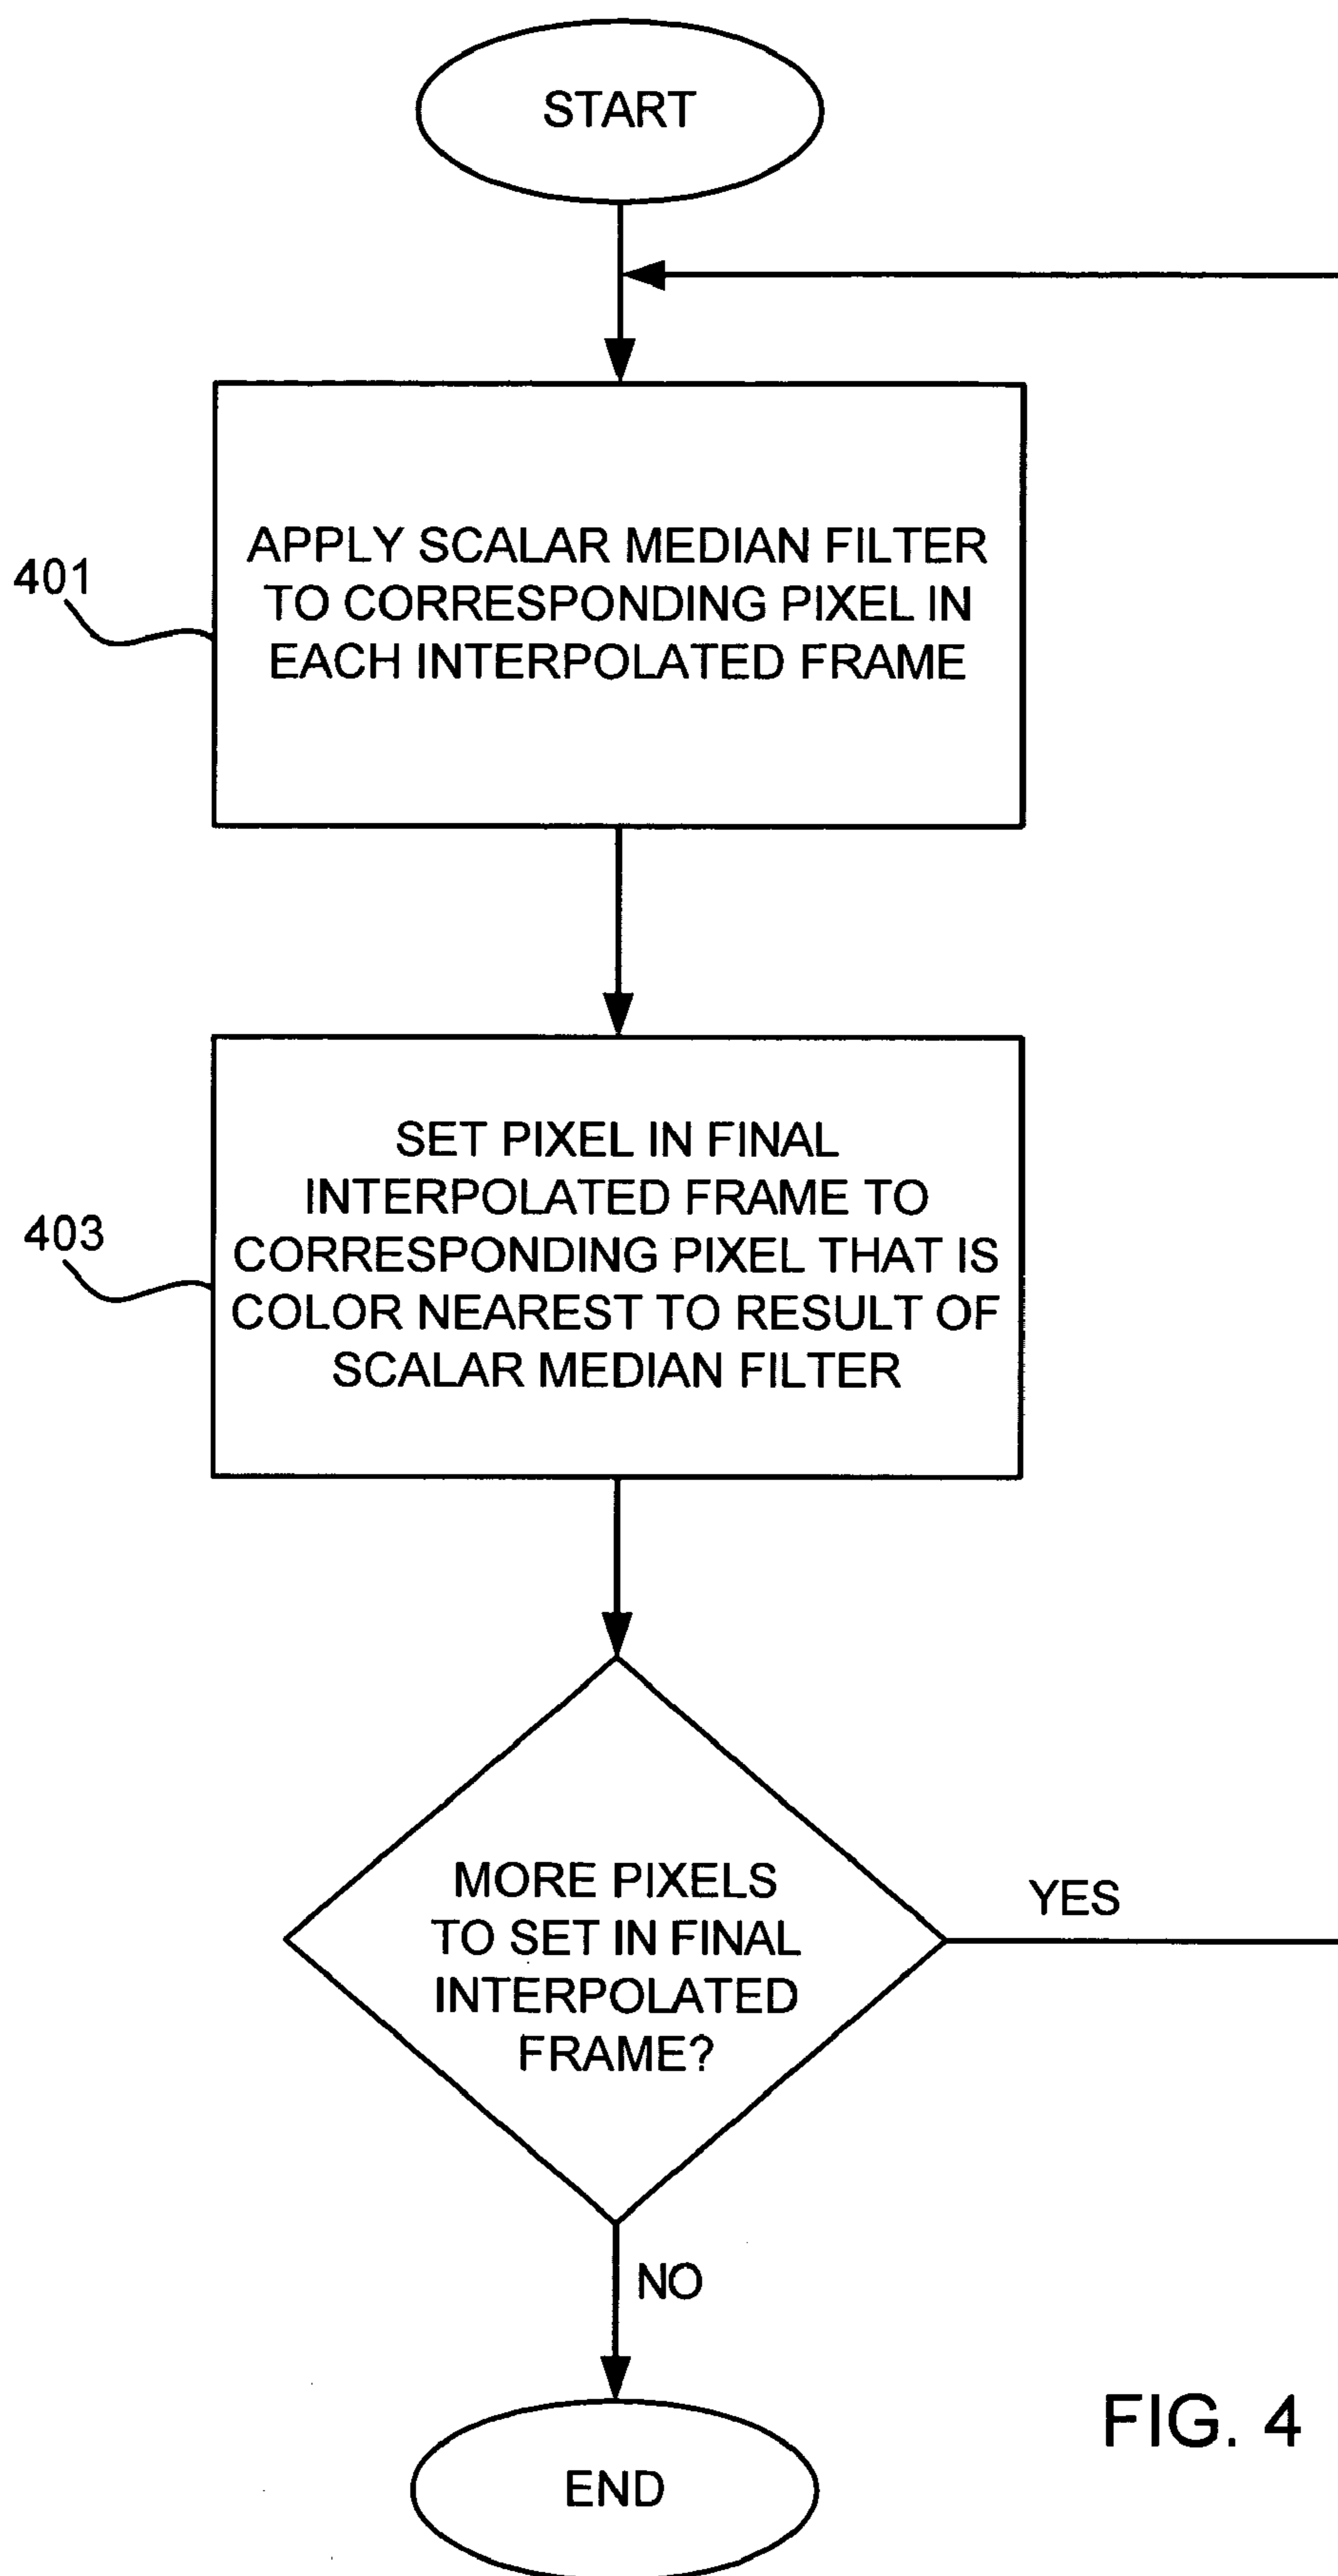 START
401
APPLY SCALAR MEDIAN FILTER
TO CORRESPONDING PIXEL IN
EACH INTERPOLATED FRAME
403
SET PIXEL IN FINAL
INTERPOLATED FRAME TO
CORRESPONDING PIXEL THAT IS
COLOR NEAREST TO RESULT OF
SCALAR MEDIAN FILTER
MORE PIXELS
TO SET IN FINAL
INTERPOLATED
FRAME?
YES
NO
END
FIG. 4